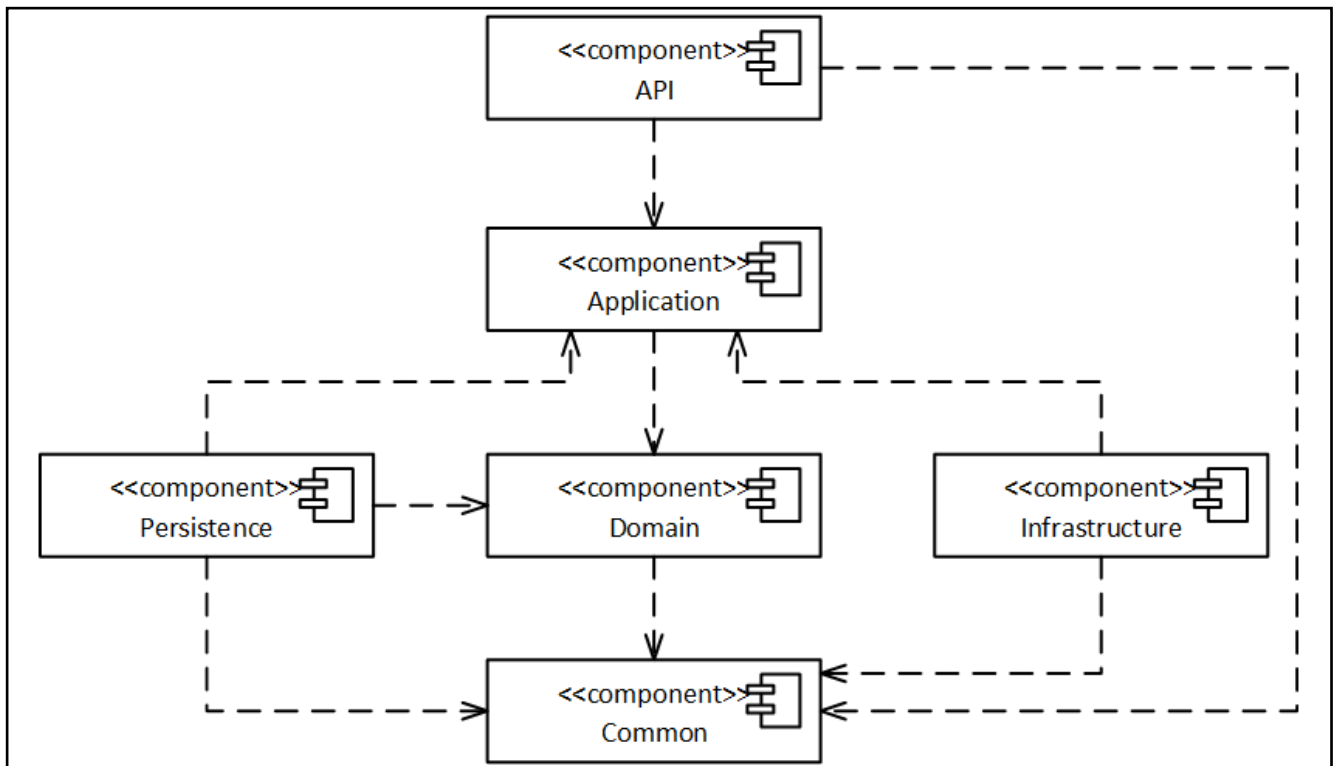 <<component>>
API
<<component>>
Application
<<component>>
Persistence
<<component>>
Domain
<<component>>
Infrastructure
<<component>>
Common